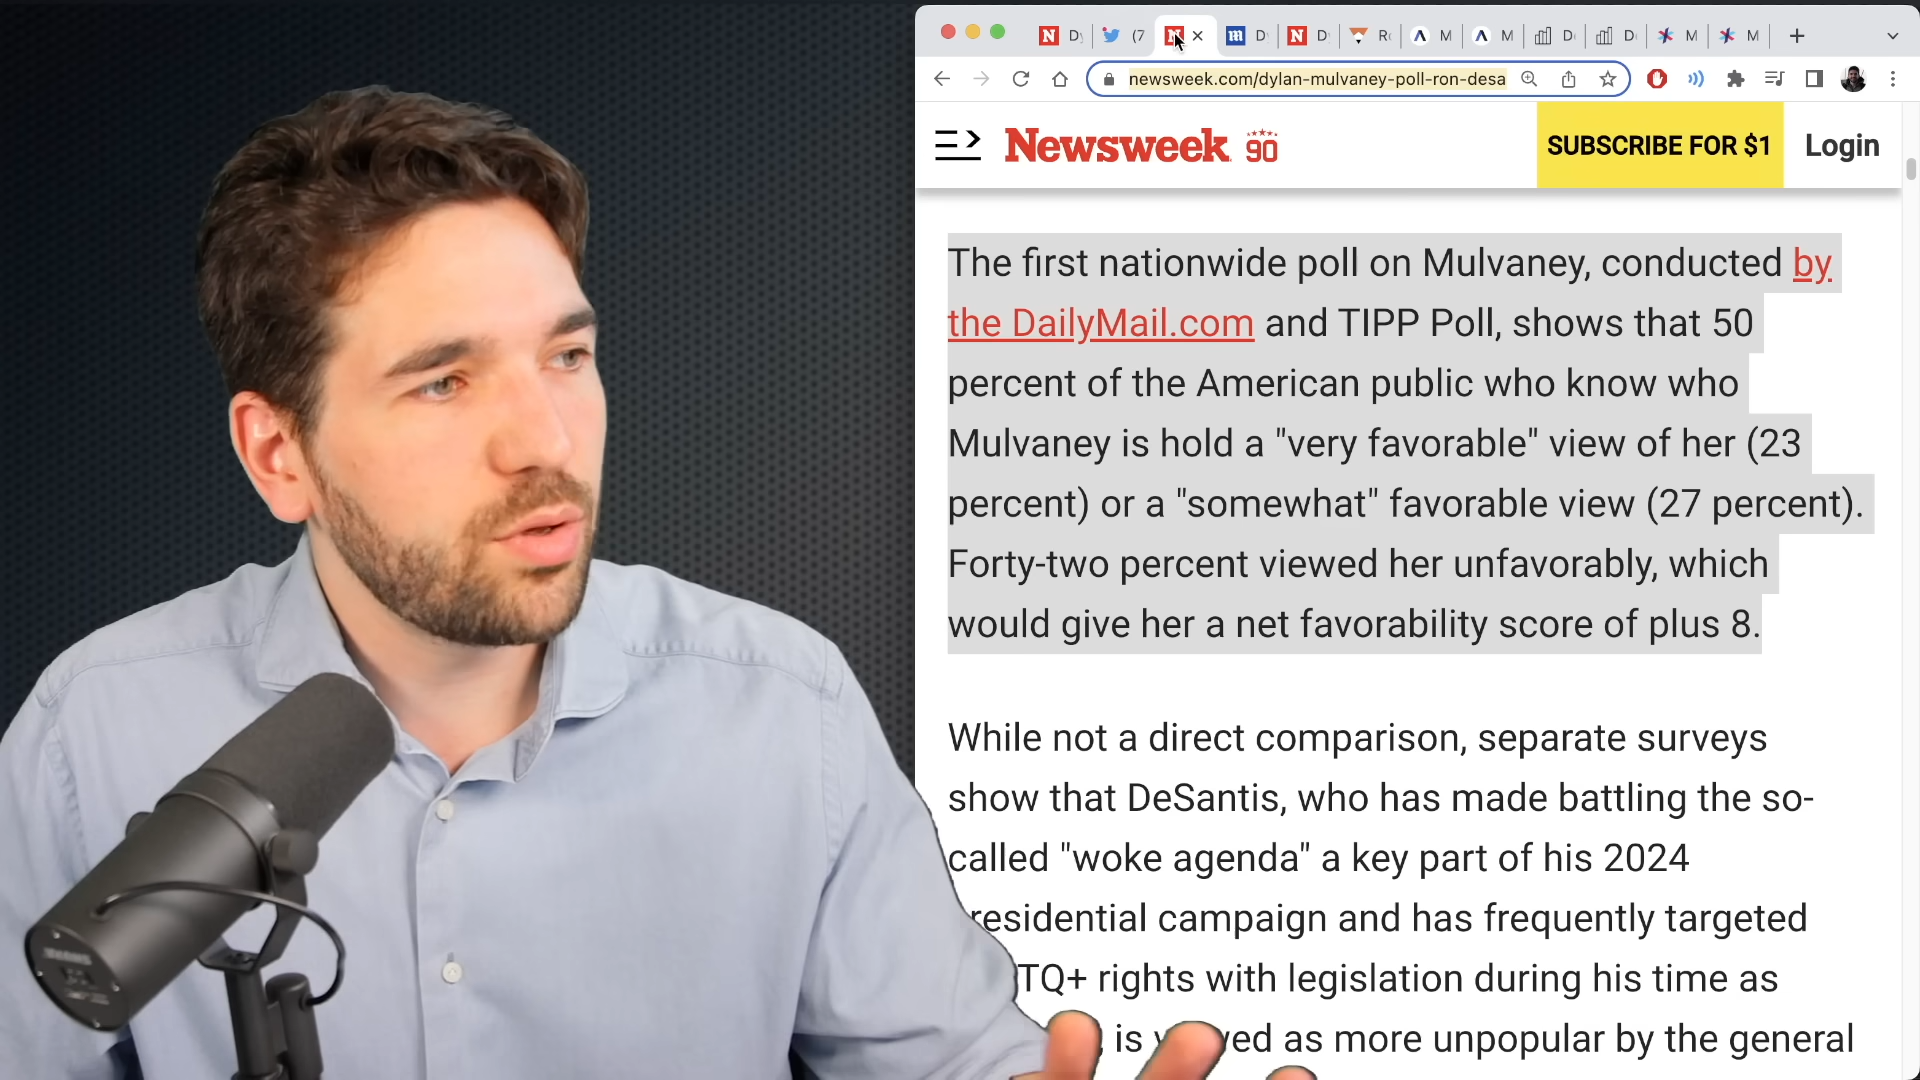 D
(7
D
D
R
M
M
D
D
M
M
newsweek.com/dylan-mulvaney-poll-ron-desa
Newsweek 90
SUBSCRIBE FOR $1
Login
The first nationwide poll on Mulvaney, conducted by
the DailyMail.com and TIPP Poll, shows that 50
percent of the American public who know who
Mulvaney is hold a "very favorable" view of her (23
percent) or a "somewhat" favorable view (27 percent).
Forty-two percent viewed her unfavorably, which
would give her a net favorability score of plus 8.
While not a direct comparison, separate surveys
show that DeSantis, who has made battling the so-
called "woke agenda" a key part of his 2024
residential campaign and has frequently targeted
TQ+ rights with legislation during his time as
is as more unpopular by the general